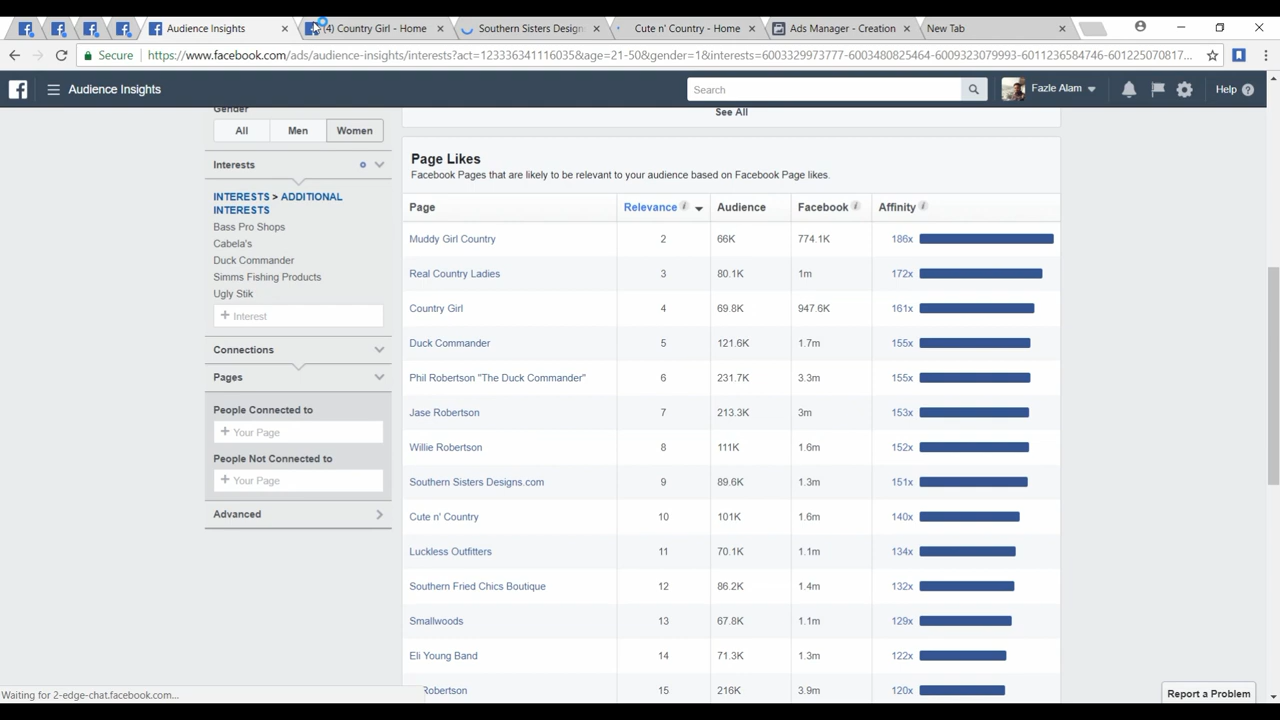 Audience Insights
(4) Country Girl - Home
Southern Sisters Design
Cute n' Country - Home
Ads Manager - Creation
New Tab
Secure
https://www.facebook.com/ads/audience-insights/interests?act=123336341116035&age=21-50&gender=1&interests=6003329973777-6003480825464-6009323079993-6011236584746-601225070817...
Audience Insights
Search
Fazle Alam
Help
Gender
All
Men
Women
Interests
INTERESTS > ADDITIONAL
INTERESTS
Bass Pro Shops
Cabela's
Duck Commander
Simms Fishing Products
Ugly Stik
+ Interest
Connections
Pages
People Connected to
+ Your Page
People Not Connected to
+ Your Page
Advanced
See All
Page Likes
Facebook Pages that are likely to be relevant to your audience based on Facebook Page likes.
Page Relevance Audience Facebook Affinity
Muddy Girl Country 2 66K 774.1K 186x
Real Country Ladies 3 80.1K 1m 172x
Country Girl 4 69.8K 947.6K 161x
Duck Commander 5 121.6K 1.7m 155x
Phil Robertson "The Duck Commander" 6 231.7K 3.3m 155x
Jase Robertson 7 213.3K 3m 153x
Willie Robertson 8 111K 1.6m 152x
Southern Sisters Designs.com 9 89.6K 1.3m 151x
Cute n' Country 10 101K 1.6m 140x
Luckless Outfitters 11 70.1K 1.1m 134x
Southern Fried Chics Boutique 12 86.2K 1.4m 132x
Smallwoods 13 67.8K 1.1m 129x
Eli Young Band 14 71.3K 1.3m 122x
Robertson 15 216K 3.9m 120x
Waiting for 2-edge-chat.facebook.com...
Report a Problem